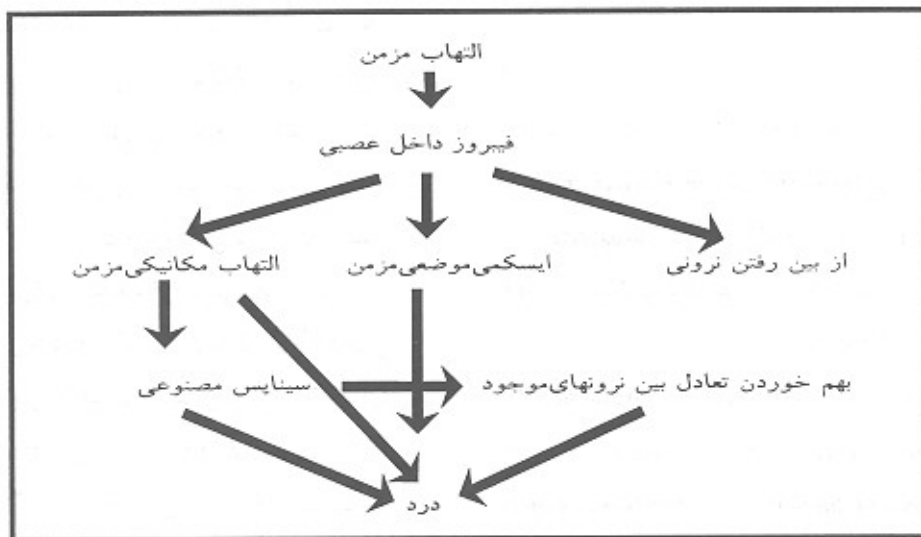 التهاب مزمن
فیبروز داخل عصبی
از بین رفتن نرونی
ایسکمی‌موضعی‌مزمن
التهاب مکانیکی‌مزمن
بهم خوردن تعادل بین نرونهای‌موجود
سیناپس مصنوعی
درد